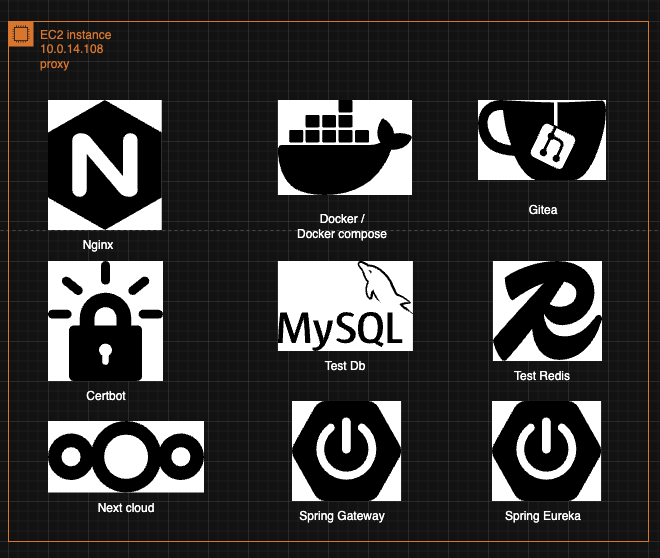 EC2 instance
10.0.14.108
proxy
N
Nginx
Docker /
Docker compose
Gitea
Certbot
MySQL
Test Db
R
Test Redis
Next cloud
Spring Gateway
Spring Eureka